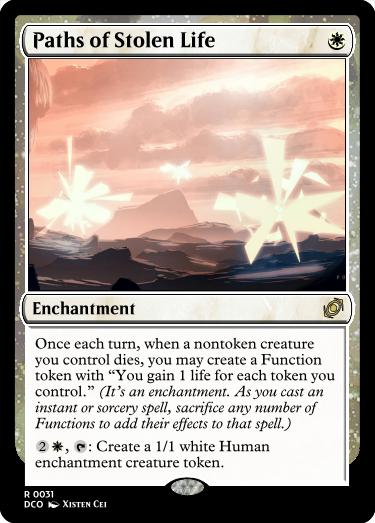 Paths of Stolen Life
Enchantment
Once each turn, when a nontoken creature
you control dies, you may create a Function
token with “You gain 1 life for each token you
control.” (It’s an enchantment. As you cast an
instant or sorcery spell, sacrifice any number of
Functions to add their effects to that spell.)
2, : Create a 1/1 white Human
enchantment creature token.
R 0031
DCO Xisten Cei